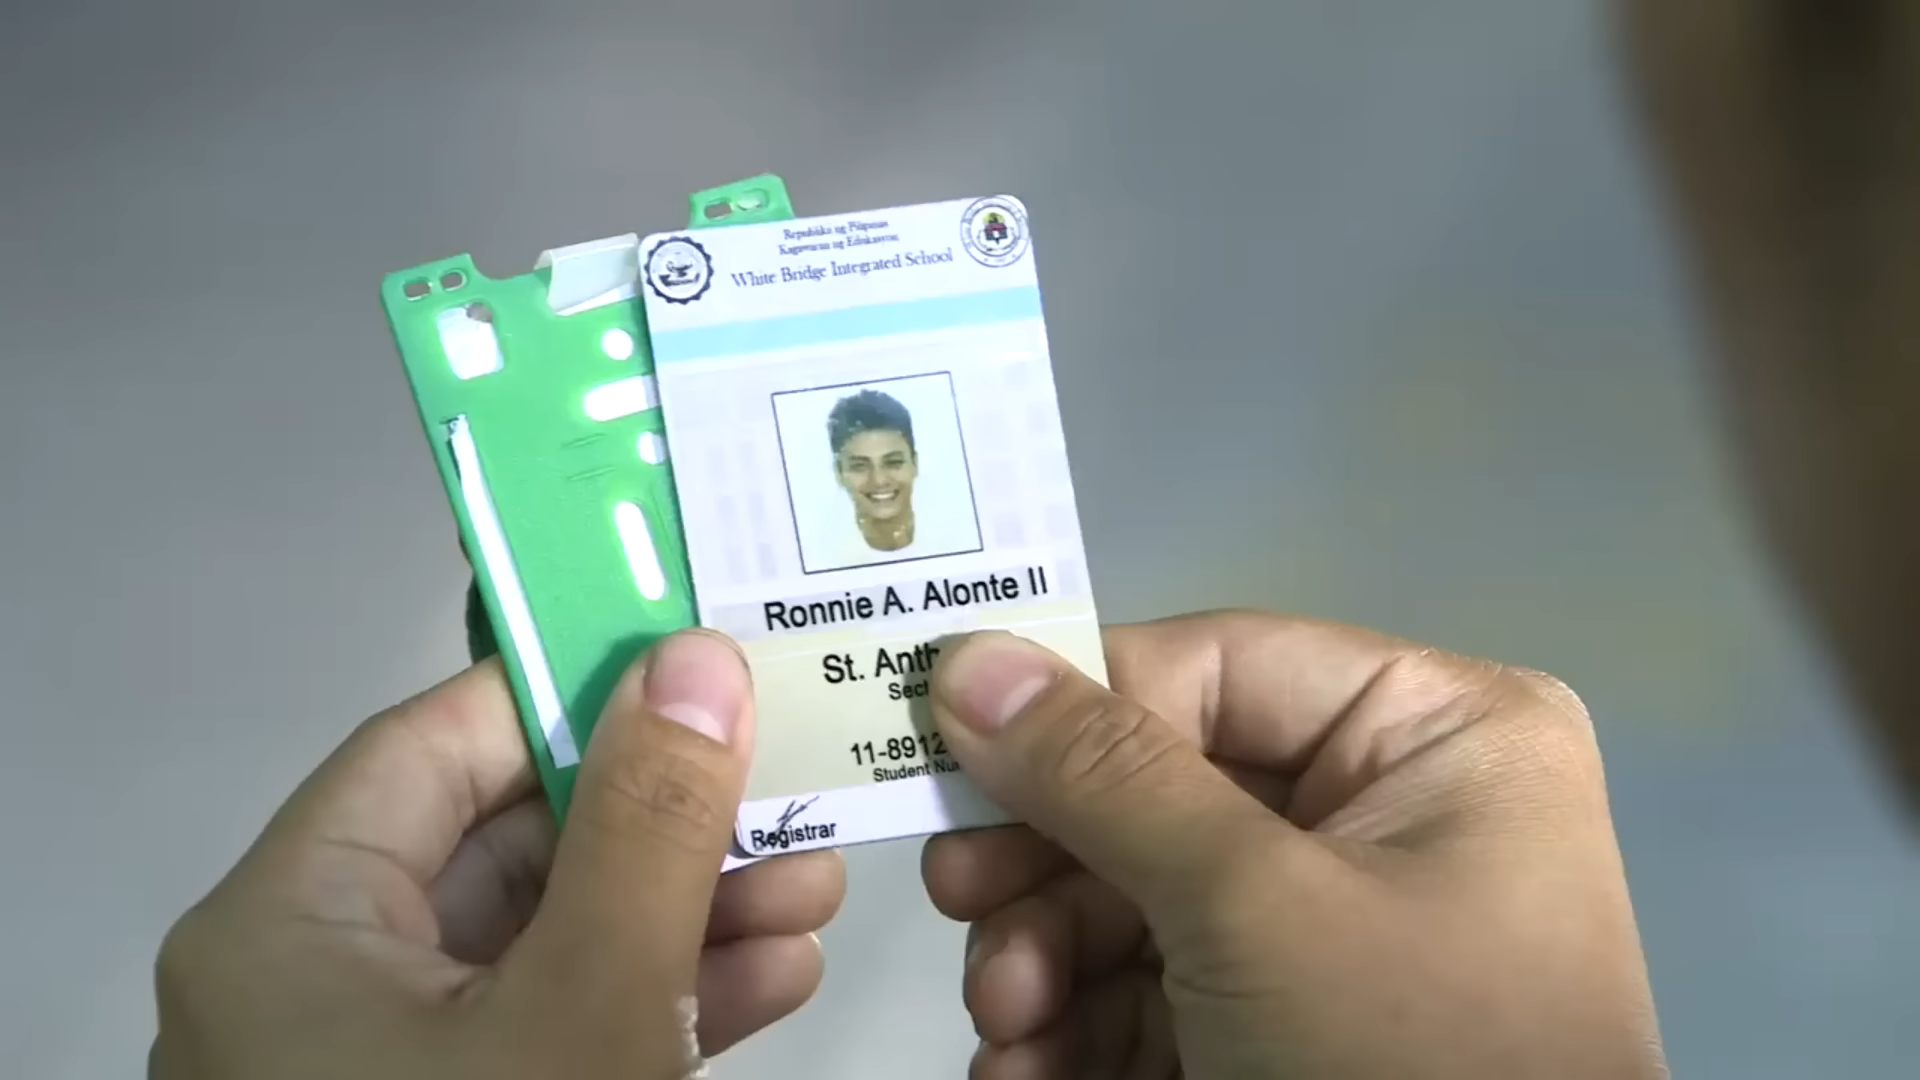 Republika ng Pilipinas
Kagawaran ng Edukasyon
White Bridge Integrated School
Ronnie A. Alonte II
St. Anth
Sect
11-8912
Student Nu
Registrar